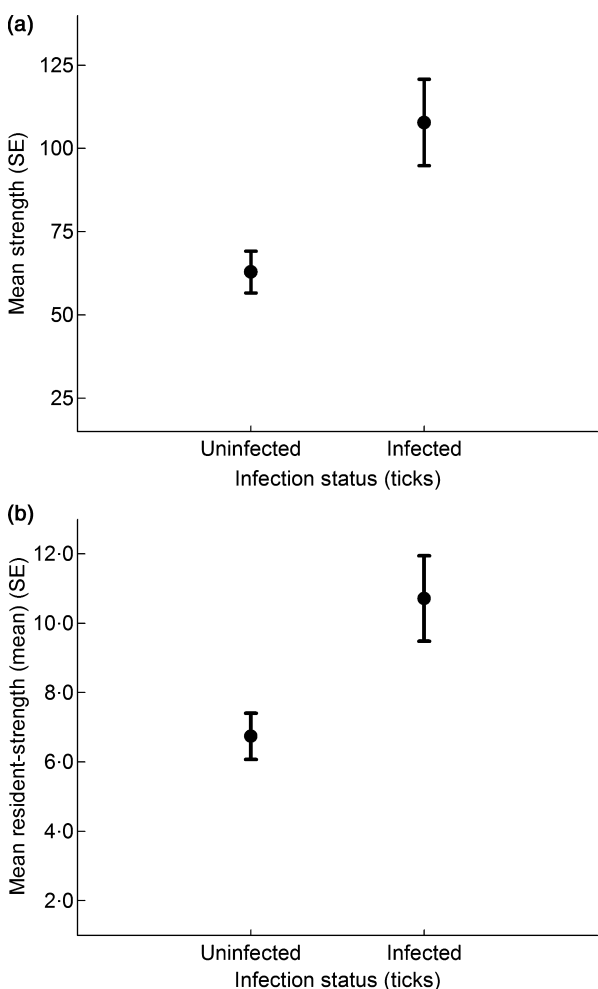 (a)
Mean strength (SE)
125
100
75
50
25
Uninfected Infected
Infection status (ticks)
(b)
Mean resident-strength (mean) (SE)
12·0
10·0
8·0
6·0
4·0
2·0
Uninfected Infected
Infection status (ticks)